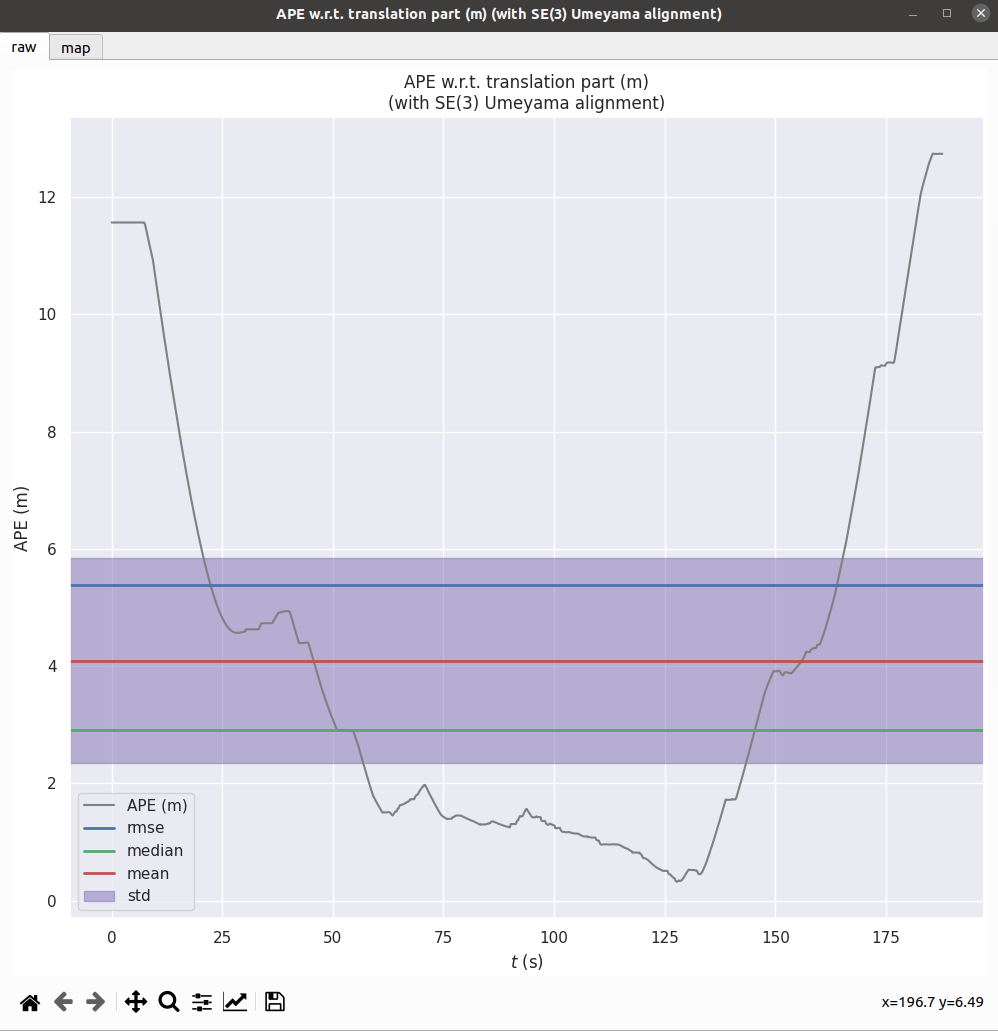 APE w.r.t. translation part (m) (with SE(3) Umeyama alignment)
raw
map
APE w.r.t. translation part (m)
(with SE(3) Umeyama alignment)
APE (m)
12
10
8
6
4
2
0
APE (m)
rmse
median
mean
std
0 25 50 75 100 125 150 175
t (s)
x=196.7 y=6.49